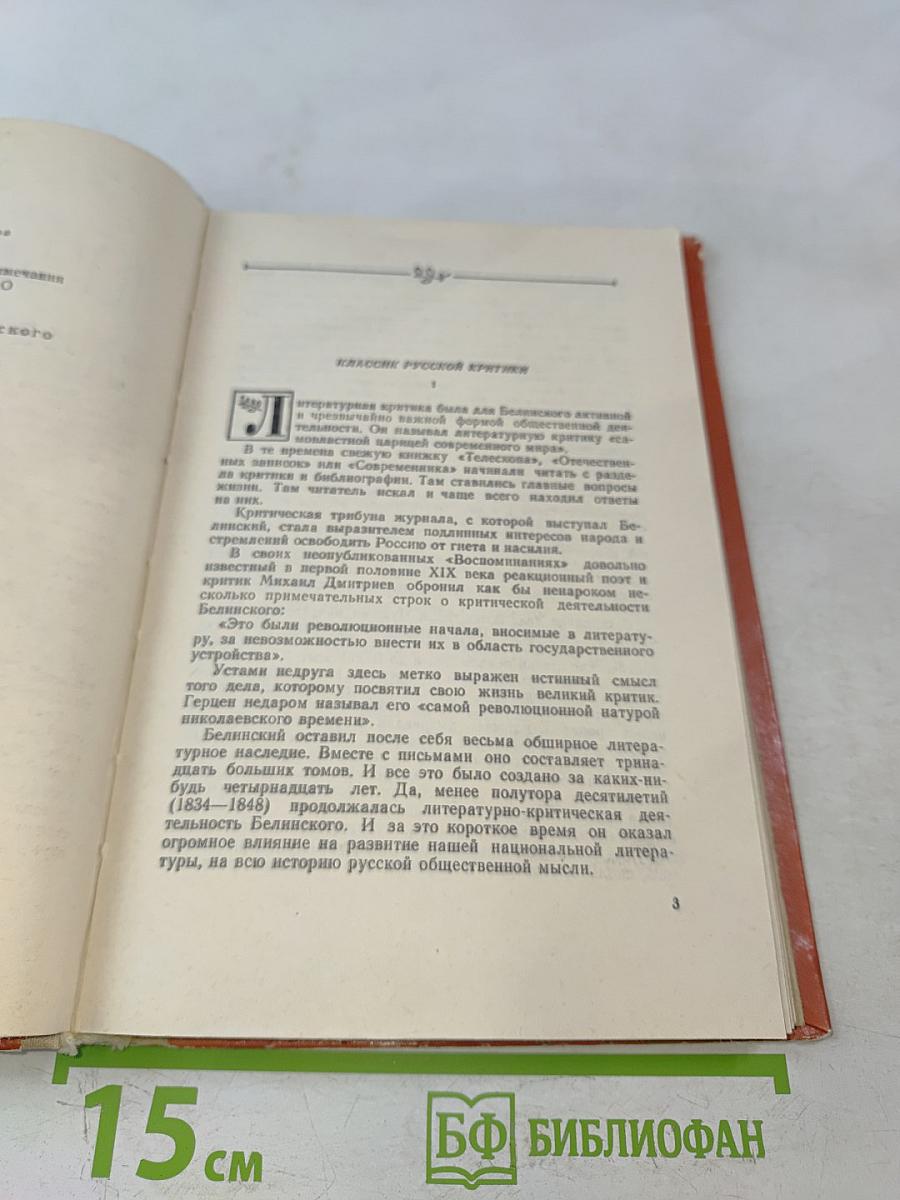 мечания
О
ского
КЛАССИК РУССКОЙ КРИТИКИ
1
Литературная критика была для Белинского активной
и чрезвычайно важной формой общественной дея-
тельности. Он называл литературную критику «са-
мовластной царицей современного мира».
В те времена свежую книжку «Телескопа», «Отечествен-
ных записок» или «Современника» начинали читать с разде-
ла критики и библиографии. Там ставились главные вопросы
жизни. Там читатель искал и чаще всего находил ответы
на них.
Критическая трибуна журнала, с которой выступал Бе-
линский, стала выразителем подлинных интересов народа и
стремлений освободить Россию от гнета и насилия.
В своих неопубликованных «Воспоминаниях» довольно
известный в первой половине XIX века реакционный поэт и
критик Михаил Дмитриев обронил как бы ненароком не-
сколько примечательных строк о критической деятельности
Белинского:
«Это были революционные начала, вносимые в литерату-
ру, за невозможностью внести их в область государственного
устройства».
Устами недруга здесь метко выражен истинный смысл
того дела, которому посвятил свою жизнь великий критик.
Герцен недаром называл его «самой революционной натурой
николаевского времени».
Белинский оставил после себя весьма обширное литера-
турное наследие. Вместе с письмами оно составляет трина-
дцать больших томов. И все это было создано за каких-ни-
будь четырнадцать лет. Да, менее полутора десятилетий
(1834—1848) продолжалась литературно-критическая дея-
тельность Белинского. И за это короткое время он оказал
огромное влияние на развитие нашей национальной литера-
туры, на всю историю русской общественной мысли.
3
15 см
БФ БИБЛИОФАН